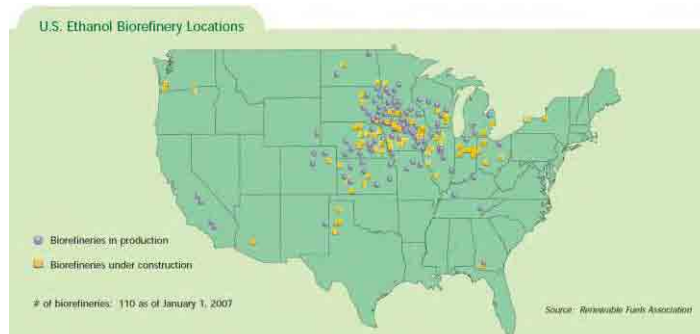 U.S. Ethanol Biorefinery Locations
Biorefineries in production
Biorefineries under construction
# of biorefineries: 110 as of January 1, 2007
Source: Renewable Fuels Association